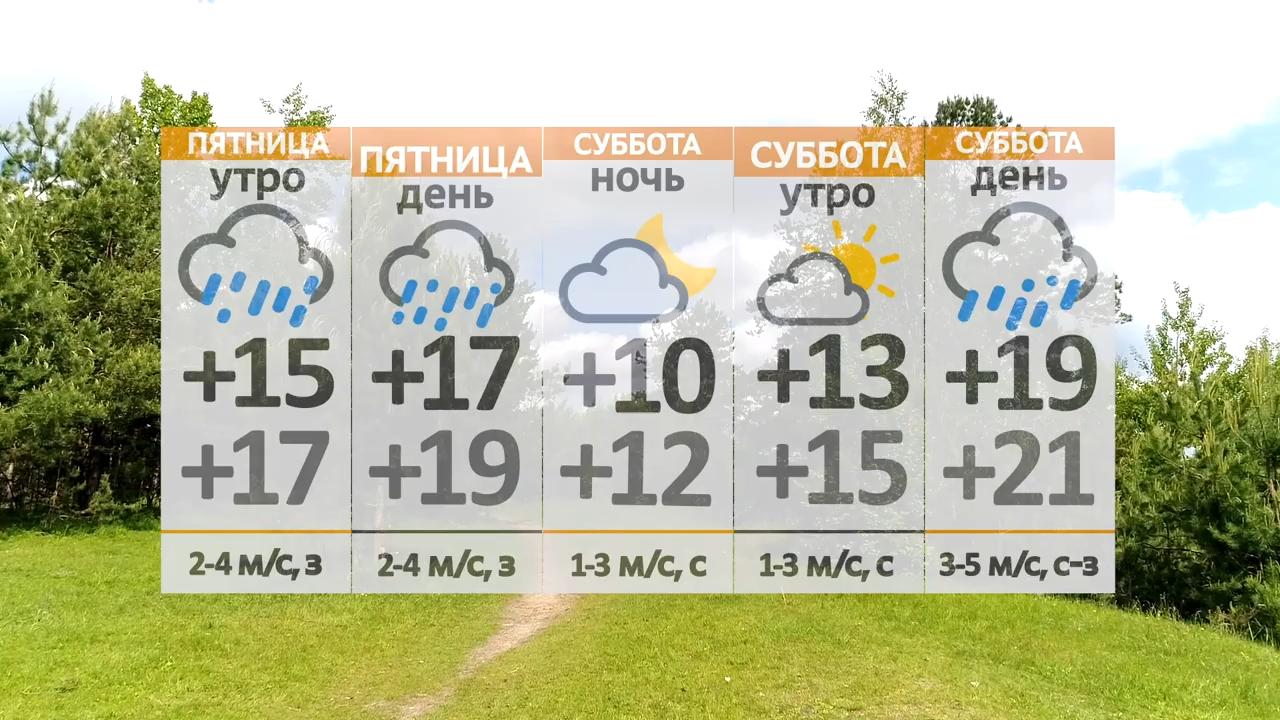 ПЯТНИЦА
утро
+15
+17
2-4 м/с, з
ПЯТНИЦА
день
+17
+19
2-4 м/с, з
СУББОТА
ночь
+10
+12
1-3 м/с, с
СУББОТА
утро
+13
+15
1-3 м/с, с
СУББОТА
день
+19
+21
3-5 м/с, с-з